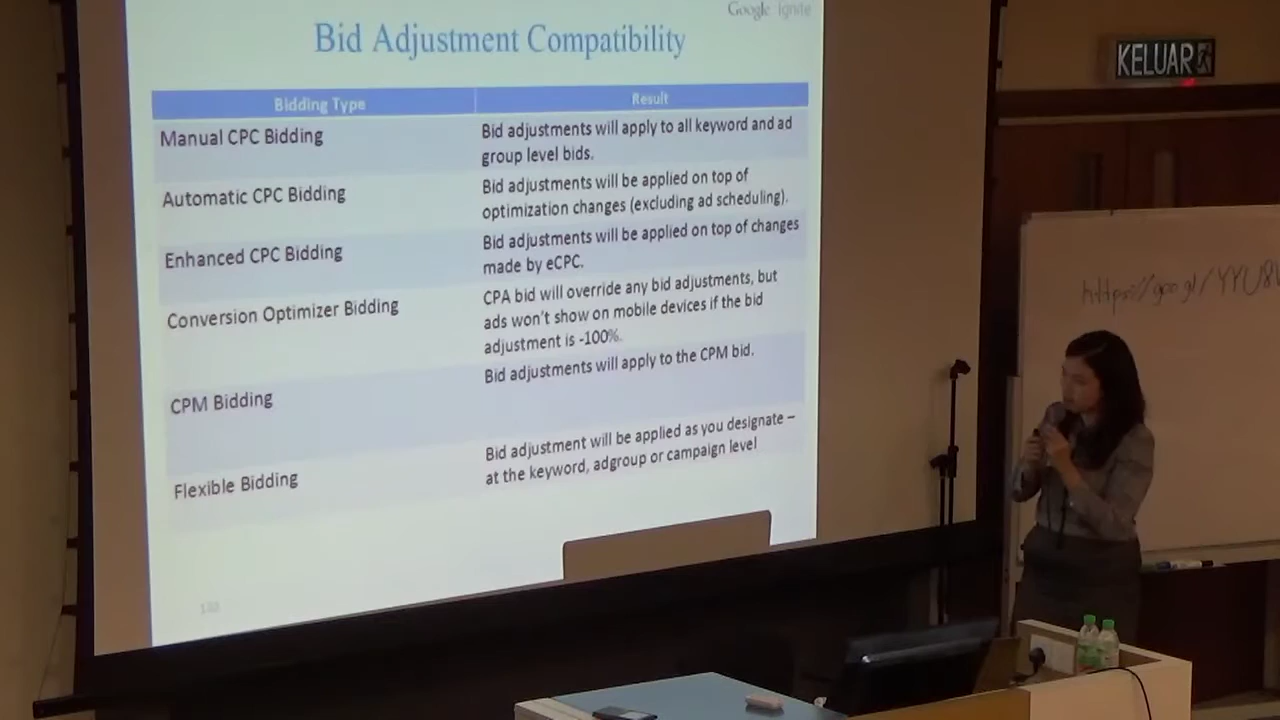 Google Ignite
Bid Adjustment Compatibility
Bidding Type
Result
Manual CPC Bidding
Bid adjustments will apply to all keyword and ad
group level bids.
Automatic CPC Bidding
Bid adjustments will be applied on top of
optimization changes (excluding ad scheduling).
Enhanced CPC Bidding
Bid adjustments will be applied on top of changes
made by eCPC.
Conversion Optimizer Bidding
CPA bid will override any bid adjustments, but
ads won't show on mobile devices if the bid
adjustment is -100%.
CPM Bidding
Bid adjustments will apply to the CPM bid.
Flexible Bidding
Bid adjustment will be applied as you designate –
at the keyword, adgroup or campaign level
KELUAR